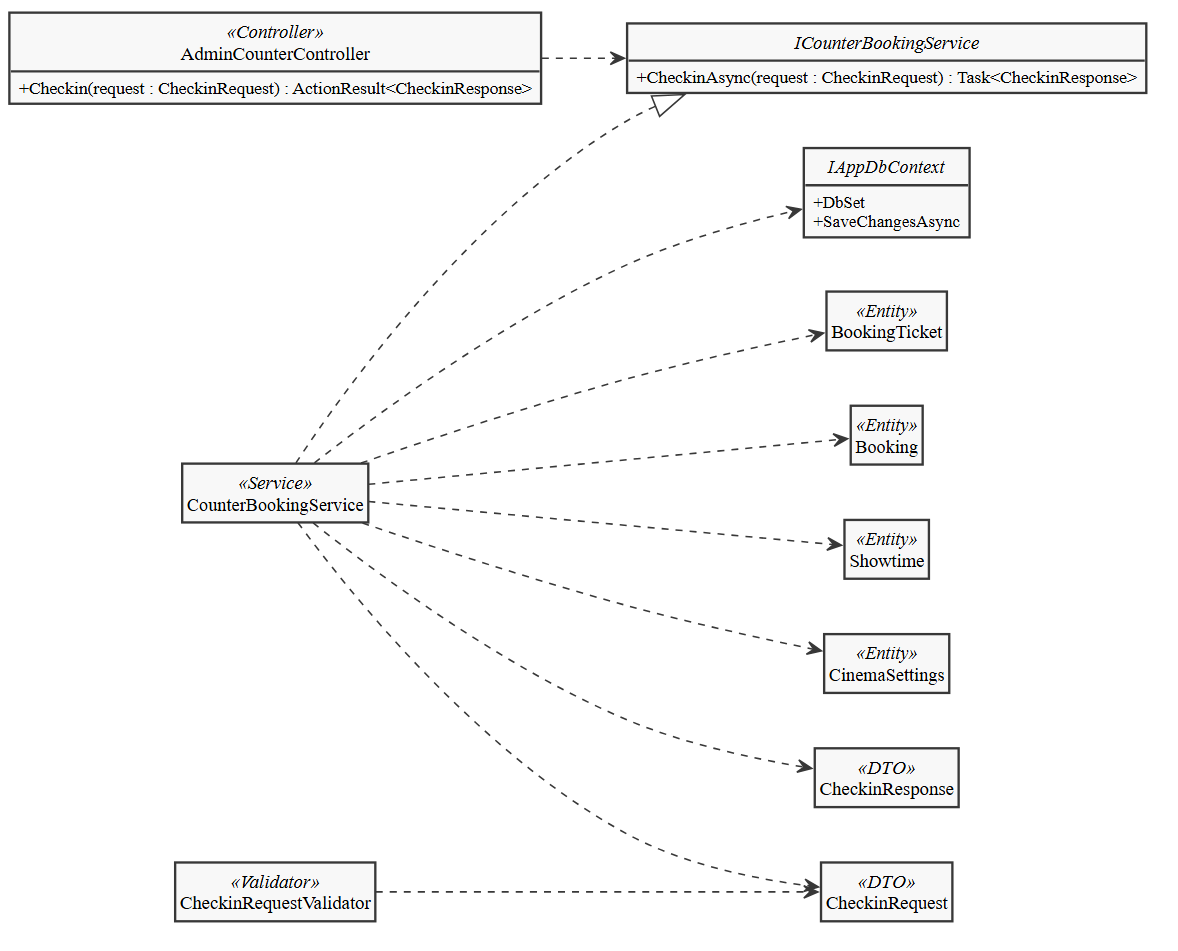 «Controller»
AdminCounterController
+Checkin(request : CheckinRequest) : ActionResult<CheckinResponse>
ICounterBookingService
+CheckinAsync(request : CheckinRequest) : Task<CheckinResponse>
IAppDbContext
+DbSet
+SaveChangesAsync
«Entity»
BookingTicket
«Entity»
Booking
«Service»
CounterBookingService
«Entity»
Showtime
«Entity»
CinemaSettings
«DTO»
CheckinResponse
«Validator»
CheckinRequestValidator
«DTO»
CheckinRequest